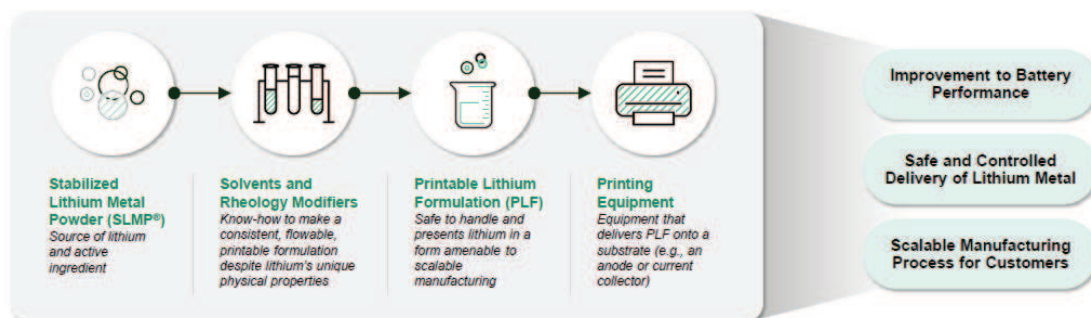 Stabilized
Lithium Metal
Powder (SLMP®)
Source of lithium
and active
ingredient
Solvents and
Rheology Modifiers
Know-how to make a
consistent, flowable,
printable formulation
despite lithium's unique
physical properties
Printable Lithium
Formulation (PLF)
Safe to handle and
presents lithium in a
form amenable to
scalable
manufacturing
Printing
Equipment
Equipment that
delivers PLF onto a
substrate (e.g., an
anode or current
collector)
Improvement to Battery
Performance
Safe and Controlled
Delivery of Lithium Metal
Scalable Manufacturing
Process for Customers